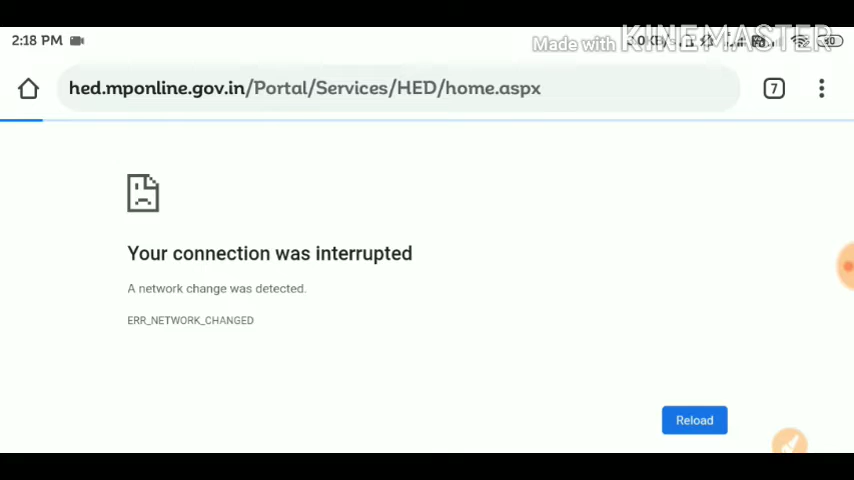 2:18 PM
Made with KINEMASTER
hed.mponline.gov.in/Portal/Services/HED/home.aspx
7
Your connection was interrupted
A network change was detected.
ERR_NETWORK_CHANGED
Reload